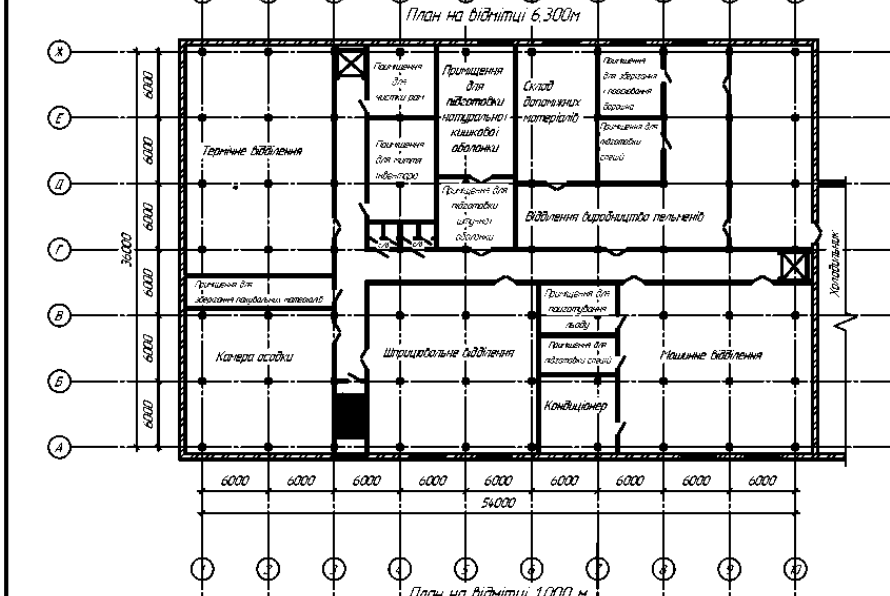 План на відмітці 6,300м
Ж
Е
Д
Г
В
Б
А
6000
6000
6000
6000
6000
6000
36000
Приміщення
для
чистки рам
Приміщення
для
підготовки
натуральної
кишкової
оболонки
Склад
допоміжних
матеріалів
Приміщення
для зберігання
і просіювання
борошна
Приміщення для
підготовки
спецій
Термічне відділення
Приміщення
для миття
інвентарю
Приміщення для
підготовки
штучної
оболонки
Відділення виробництва пельменів
Холодильник
Приміщення для
зберігання пакувальних матеріалів
Камера осадки
Шприцювальне відділення
Приміщення для
приготування
льоду
Приміщення для
підготовки спецій
Машинне відділення
Кондиціонер
6000 6000 6000 6000 6000 6000 6000 6000 6000
54000
1 2 3 4 5 6 7 8 9 10
План на відмітці 1,000 м